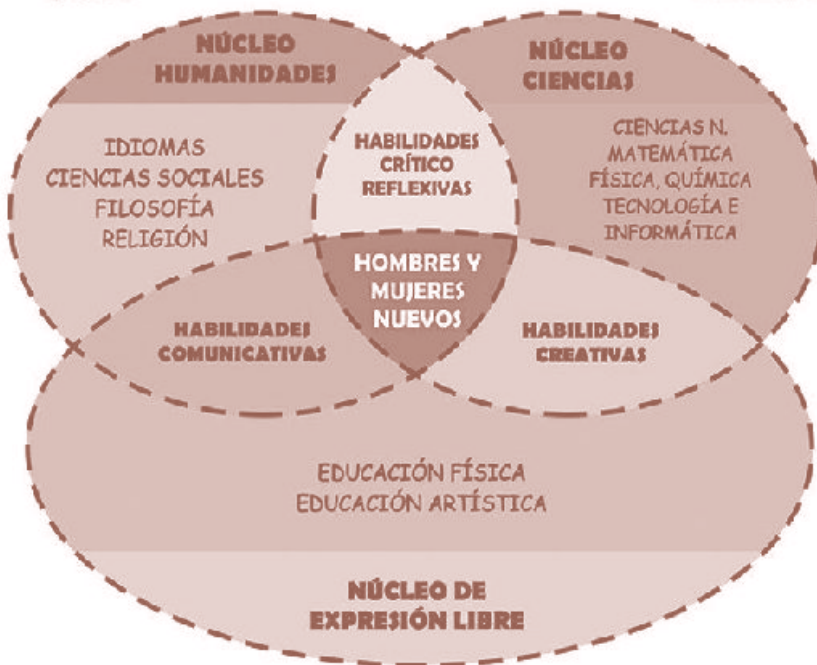 NÚCLEO
HUMANIDADES
NÚCLEO
CIENCIAS
IDIOMAS
CIENCIAS SOCIALES
FILOSOFÍA
RELIGIÓN
HABILIDADES
CRÍTICO
REFLEXIVAS
CIENCIAS N.
MATEMÁTICA
FÍSICA, QUÍMICA
TECNOLOGÍA E
INFORMÁTICA
HOMBRES Y
MUJERES
NUEVOS
HABILIDADES
COMUNICATIVAS
HABILIDADES
CREATIVAS
EDUCACIÓN FÍSICA
EDUCACIÓN ARTÍSTICA
NÚCLEO DE
EXPRESIÓN LIBRE